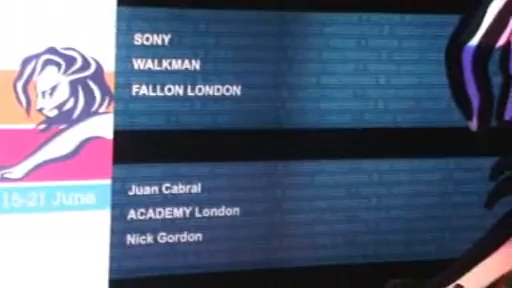 SONY
WALKMAN
FALLON LONDON
Juan Cabral
ACADEMY London
Nick Gordon
15-21 June